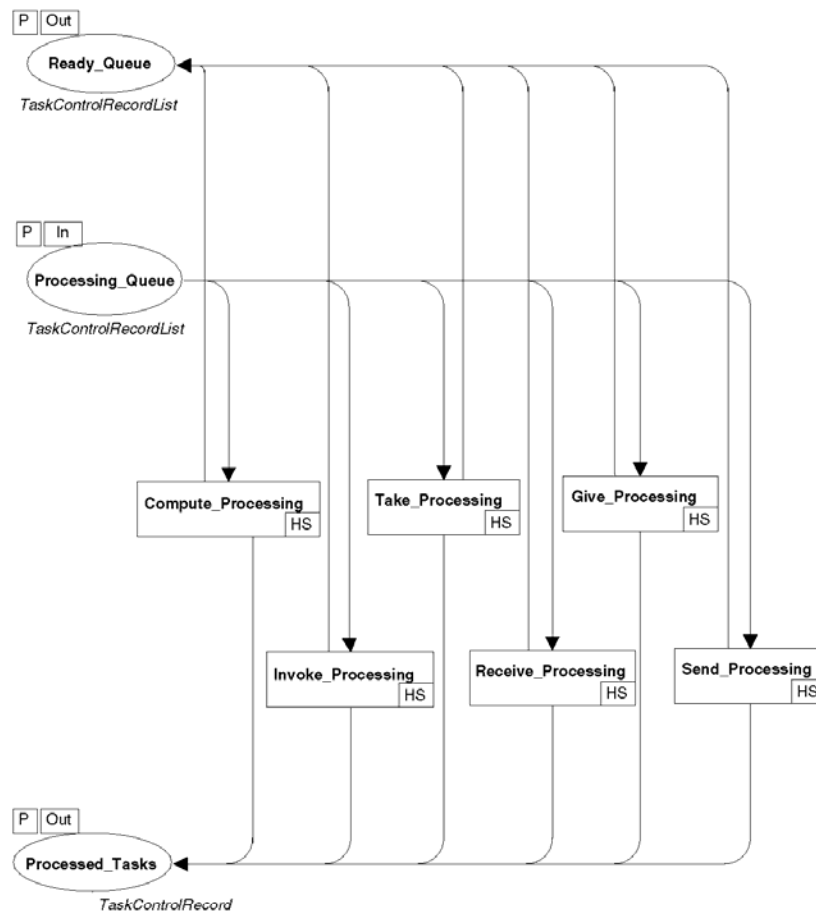 P Out
Ready_Queue
TaskControlRecordList
P In
Processing_Queue
TaskControlRecordList
Compute_Processing
HS
Take_Processing
HS
Give_Processing
HS
Invoke_Processing
HS
Receive_Processing
HS
Send_Processing
HS
P Out
Processed_Tasks
TaskControlRecord